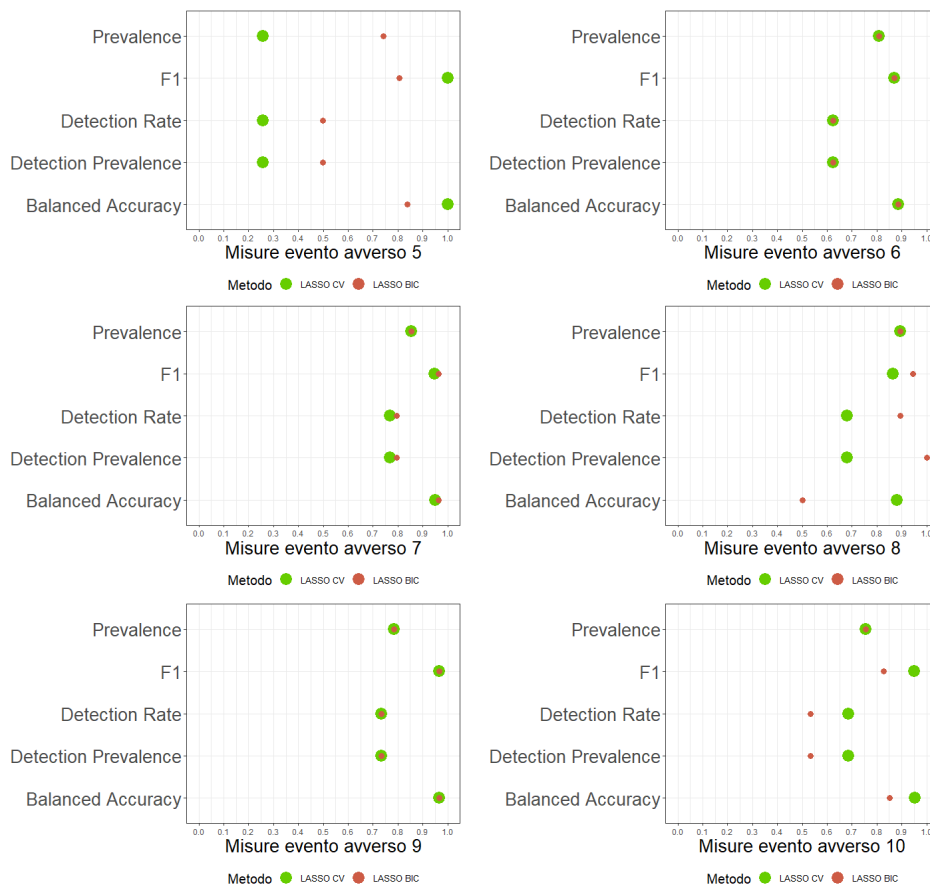 Prevalence
F1
Detection Rate
Detection Prevalence
Balanced Accuracy
0.0 0.1 0.2 0.3 0.4 0.5 0.6 0.7 0.8 0.9 1.0
Misure evento avverso 5
Metodo LASSO CV LASSO BIC
Prevalence
F1
Detection Rate
Detection Prevalence
Balanced Accuracy
0.0 0.1 0.2 0.3 0.4 0.5 0.6 0.7 0.8 0.9 1.0
Misure evento avverso 6
Metodo LASSO CV LASSO BIC
Prevalence
F1
Detection Rate
Detection Prevalence
Balanced Accuracy
0.0 0.1 0.2 0.3 0.4 0.5 0.6 0.7 0.8 0.9 1.0
Misure evento avverso 7
Metodo LASSO CV LASSO BIC
Prevalence
F1
Detection Rate
Detection Prevalence
Balanced Accuracy
0.0 0.1 0.2 0.3 0.4 0.5 0.6 0.7 0.8 0.9 1.0
Misure evento avverso 8
Metodo LASSO CV LASSO BIC
Prevalence
F1
Detection Rate
Detection Prevalence
Balanced Accuracy
0.0 0.1 0.2 0.3 0.4 0.5 0.6 0.7 0.8 0.9 1.0
Misure evento avverso 9
Metodo LASSO CV LASSO BIC
Prevalence
F1
Detection Rate
Detection Prevalence
Balanced Accuracy
0.0 0.1 0.2 0.3 0.4 0.5 0.6 0.7 0.8 0.9 1.0
Misure evento avverso 10
Metodo LASSO CV LASSO BIC